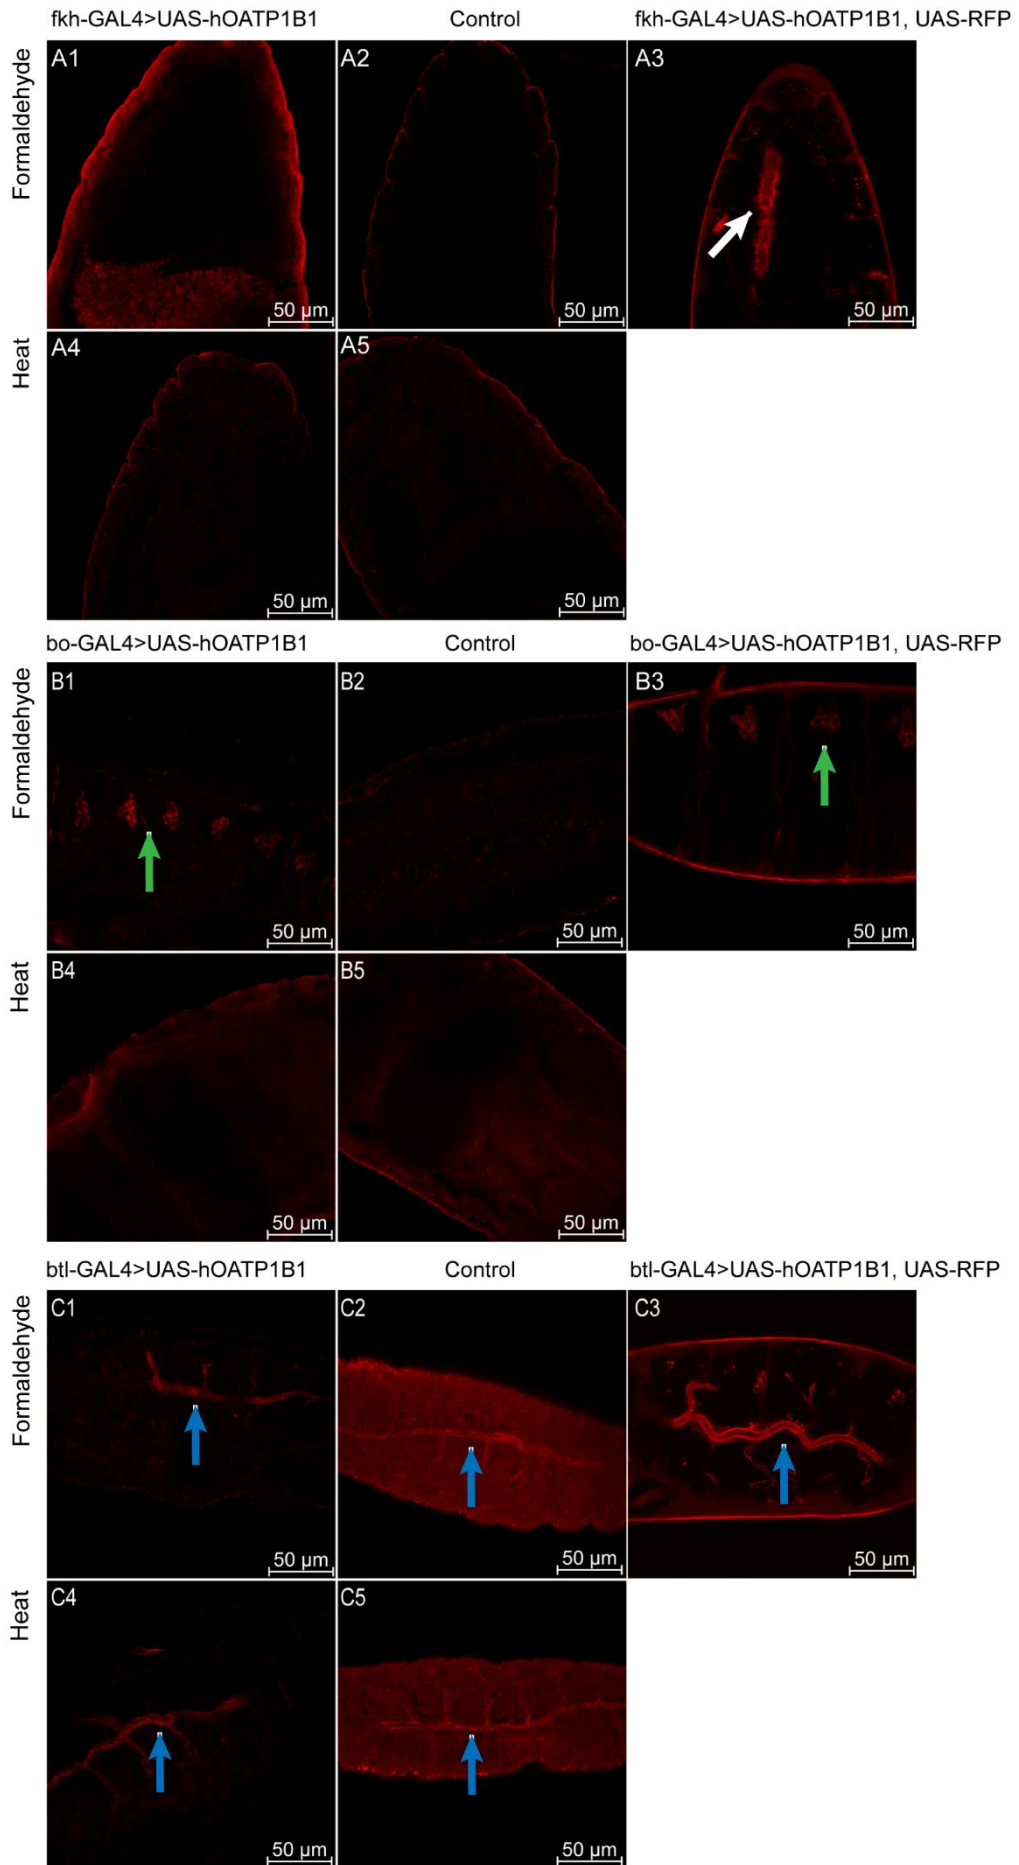 fkh-GAL4>UAS-hOATP1B1 Control fkh-GAL4>UAS-hOATP1B1, UAS-RFP
Formaldehyde
A1 A2 A3
50 µm 50 µm 50 µm
Heat
A4 A5
50 µm 50 µm
bo-GAL4>UAS-hOATP1B1 Control bo-GAL4>UAS-hOATP1B1, UAS-RFP
Formaldehyde
B1 B2 B3
50 µm 50 µm 50 µm
Heat
B4 B5
50 µm 50 µm
btl-GAL4>UAS-hOATP1B1 Control btl-GAL4>UAS-hOATP1B1, UAS-RFP
Formaldehyde
C1 C2 C3
50 µm 50 µm 50 µm
Heat
C4 C5
50 µm 50 µm